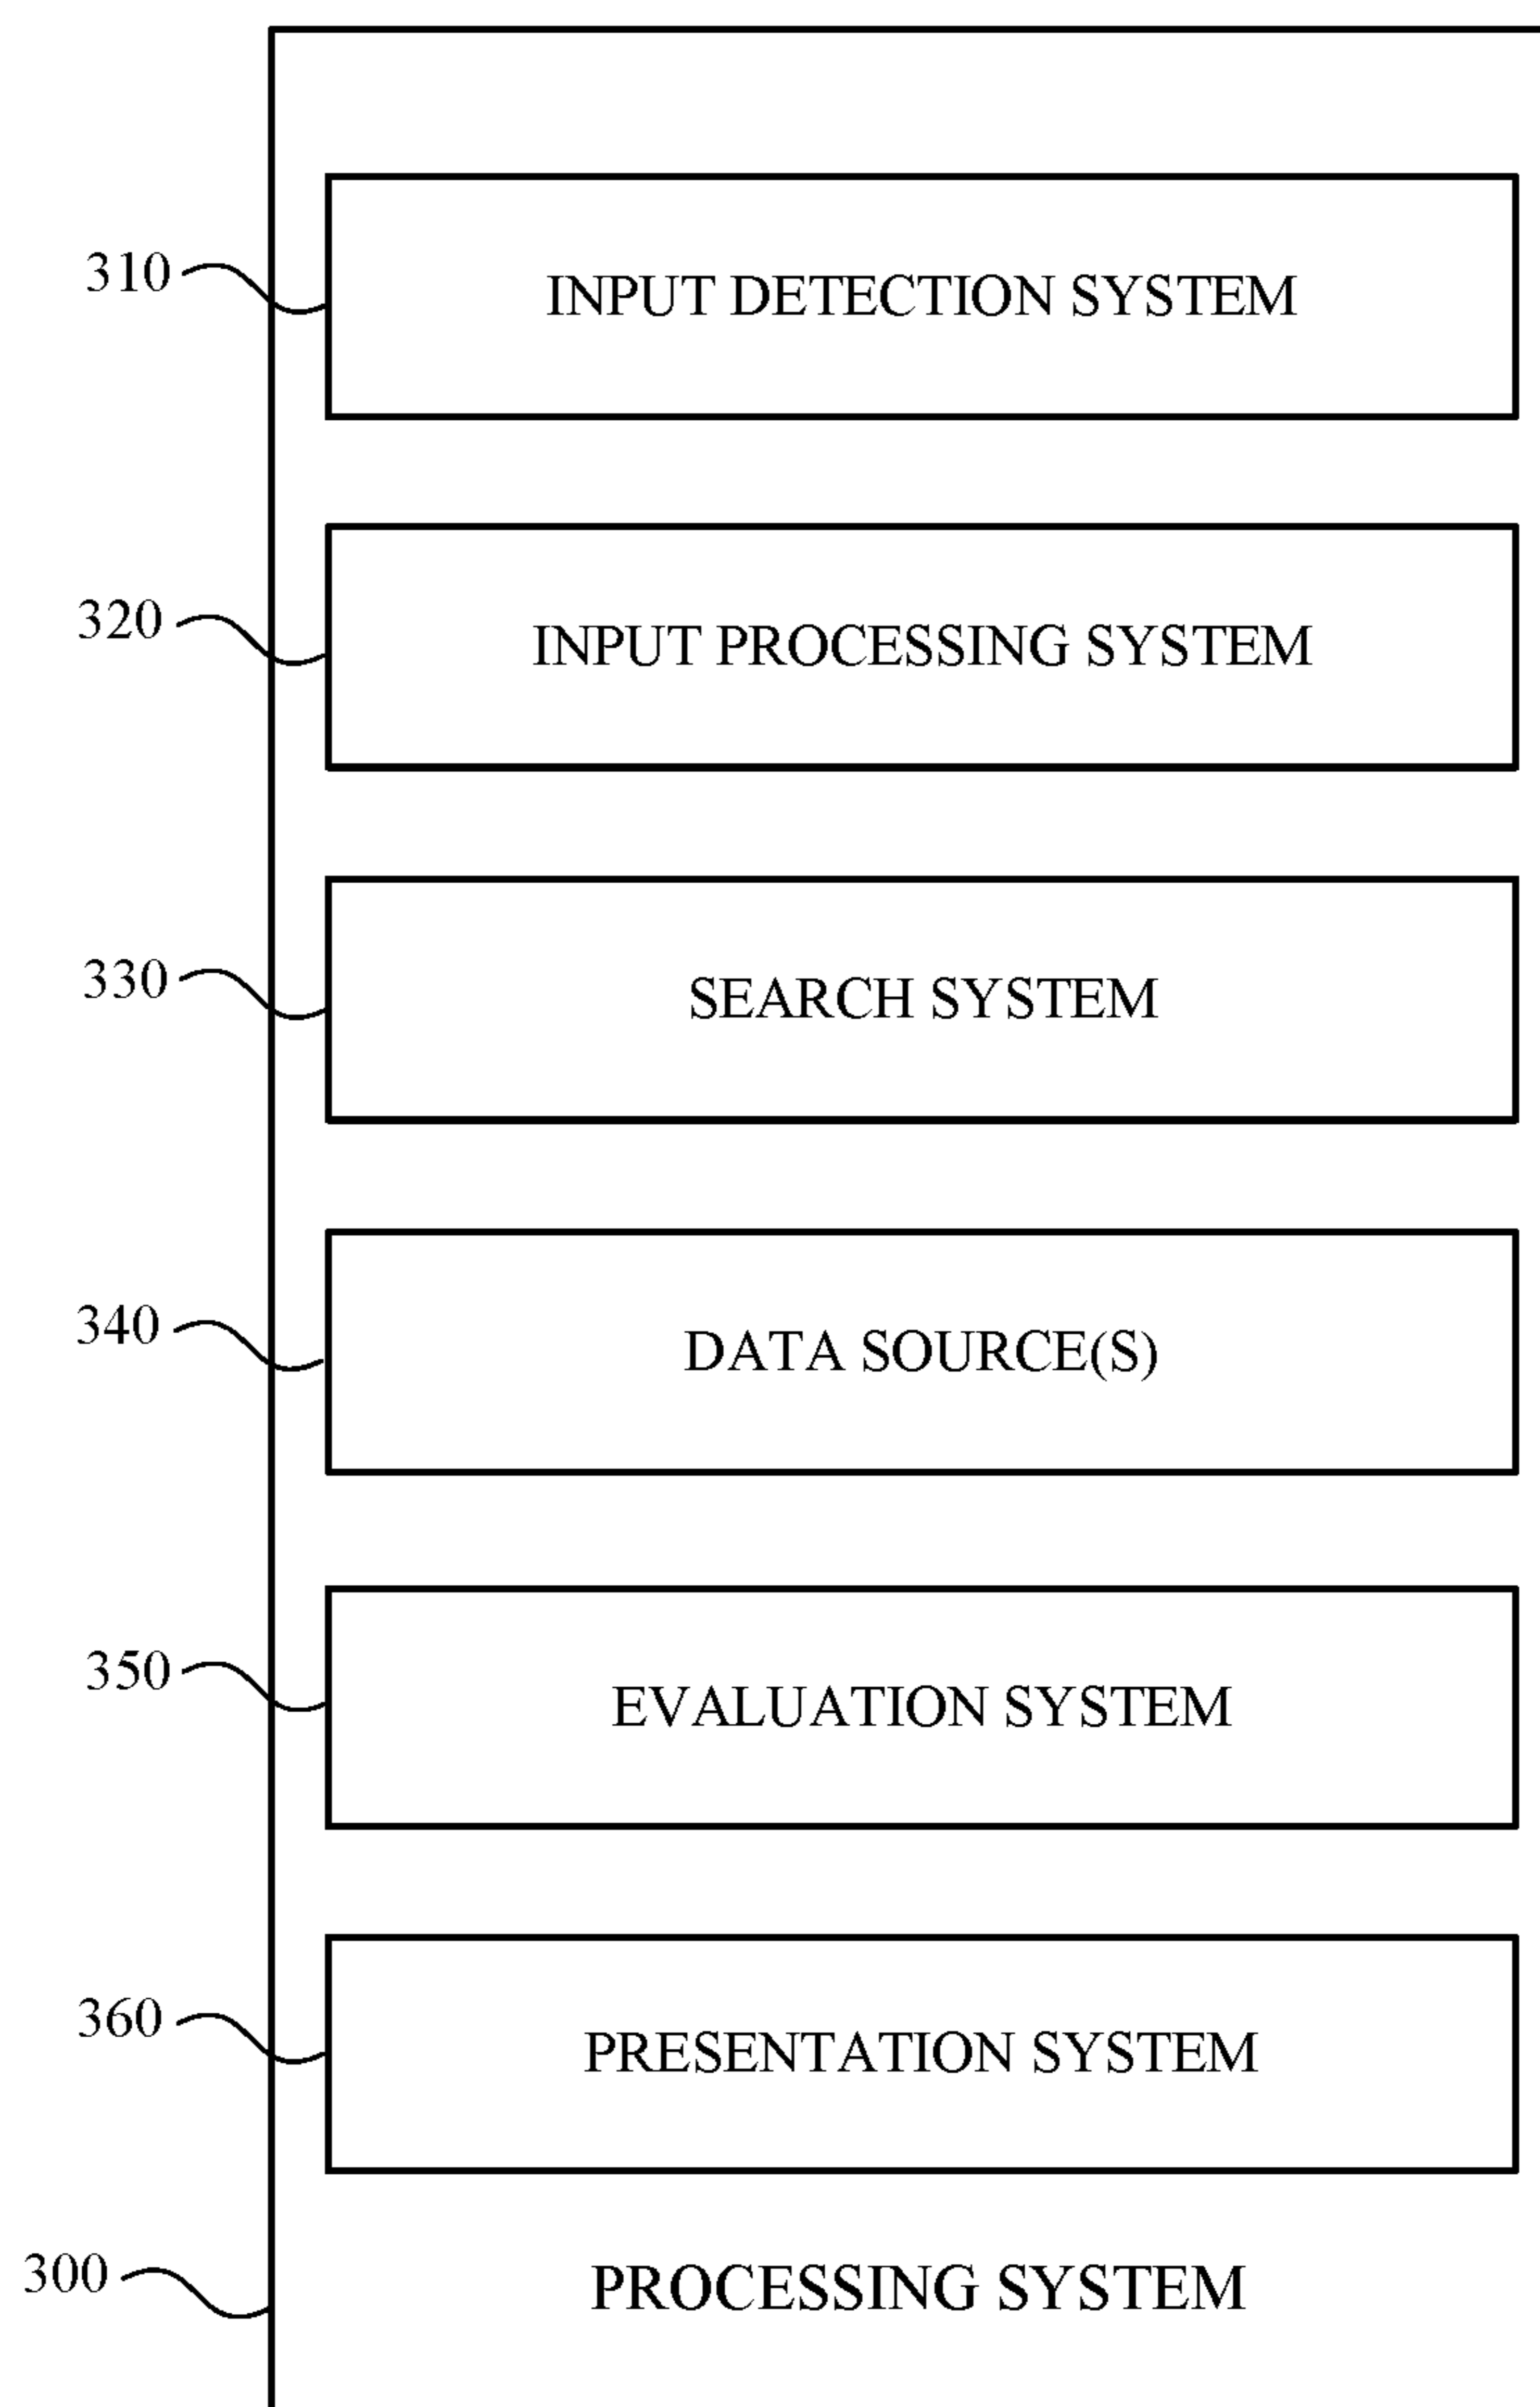 310
INPUT DETECTION SYSTEM
320
INPUT PROCESSING SYSTEM
330
SEARCH SYSTEM
340
DATA SOURCE(S)
350
EVALUATION SYSTEM
360
PRESENTATION SYSTEM
300
PROCESSING SYSTEM